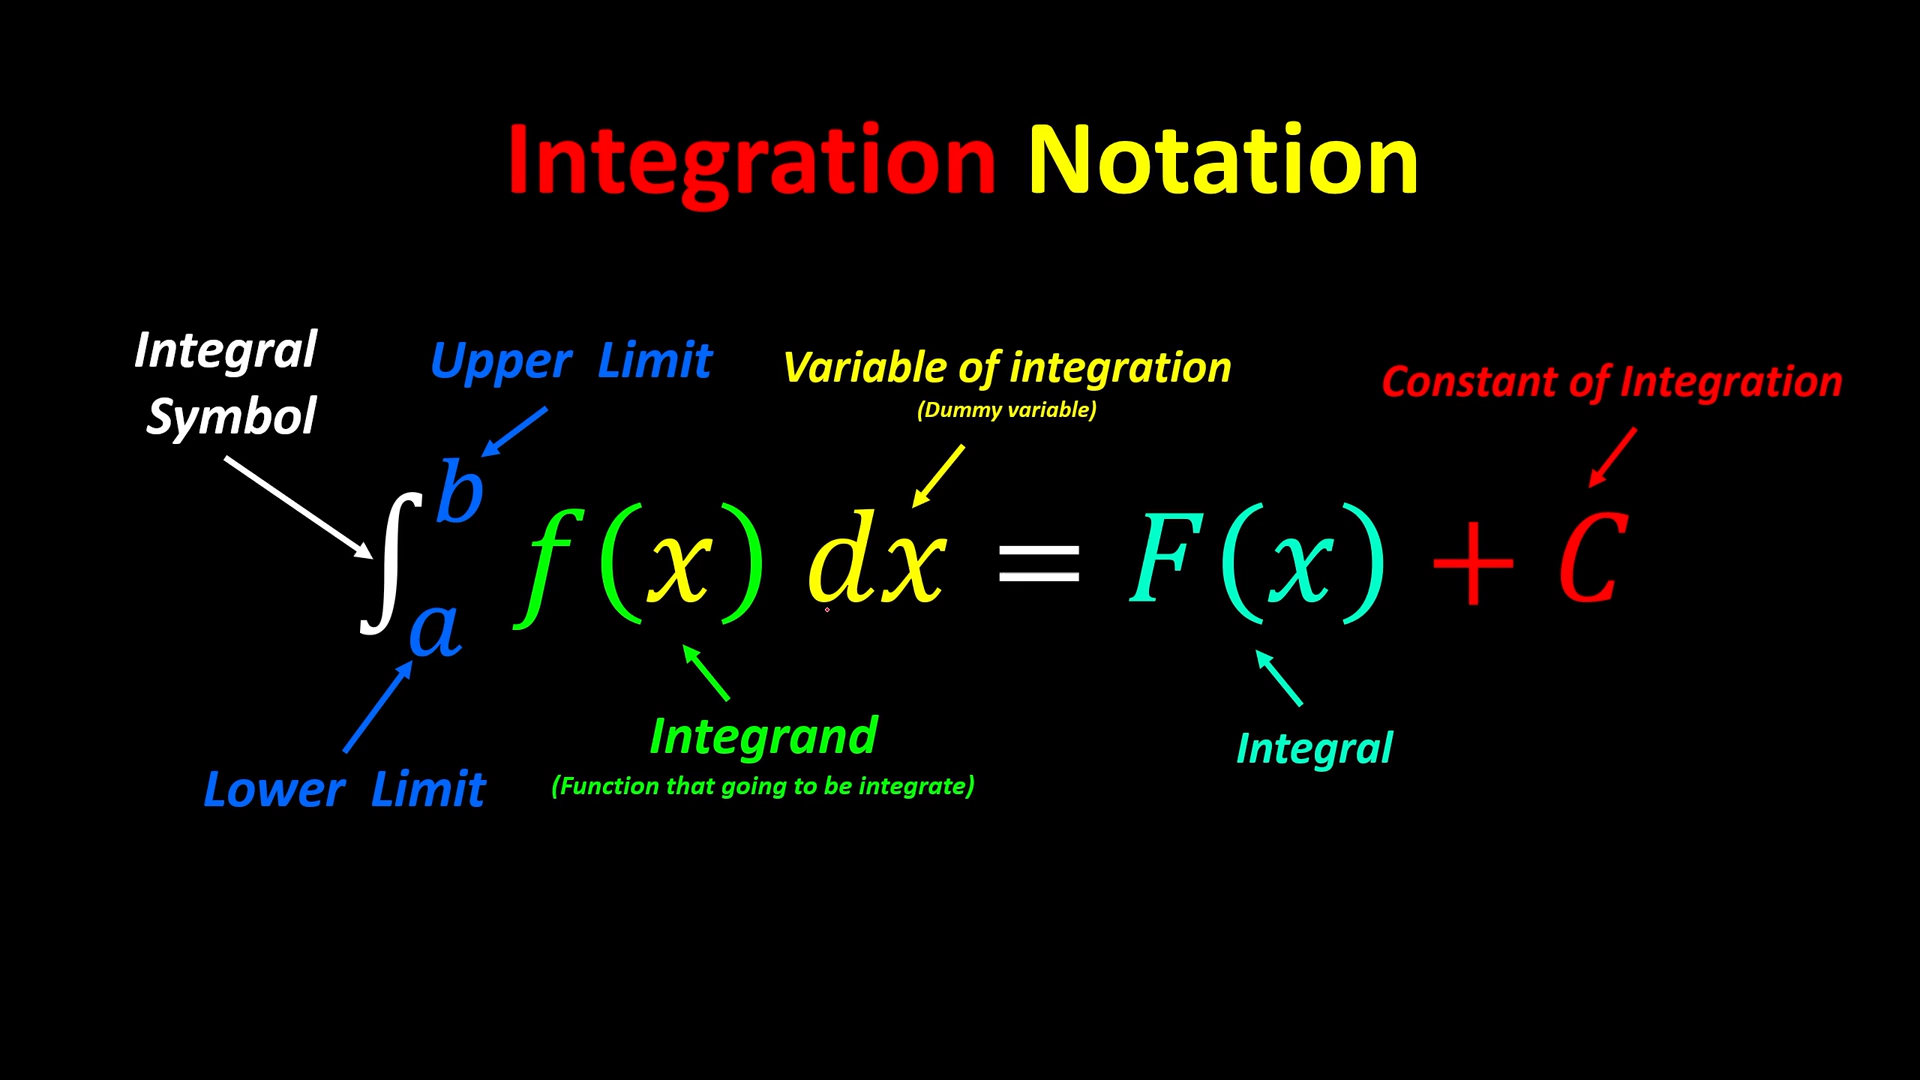 Integration Notation
Integral
Symbol
Upper Limit
Variable of integration
(Dummy variable)
Constant of Integration
∫ b a f(x) dx = F(x) + C
Lower Limit
Integrand
(Function that going to be integrate)
Integral